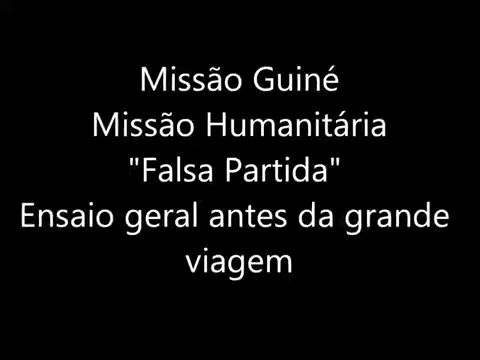 Missão Guiné
Missão Humanitária
"Falsa Partida"
Ensaio geral antes da grande
viagem